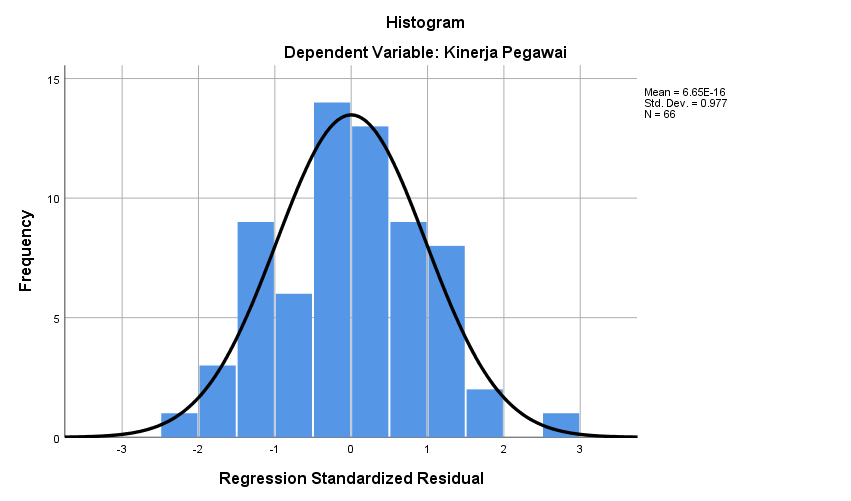 Histogram
Dependent Variable: Kinerja Pegawai
Mean = 6.65E-16
Std. Dev. = 0.977
N = 66
Frequency
15
10
5
0
-3 -2 -1 0 1 2 3
Regression Standardized Residual